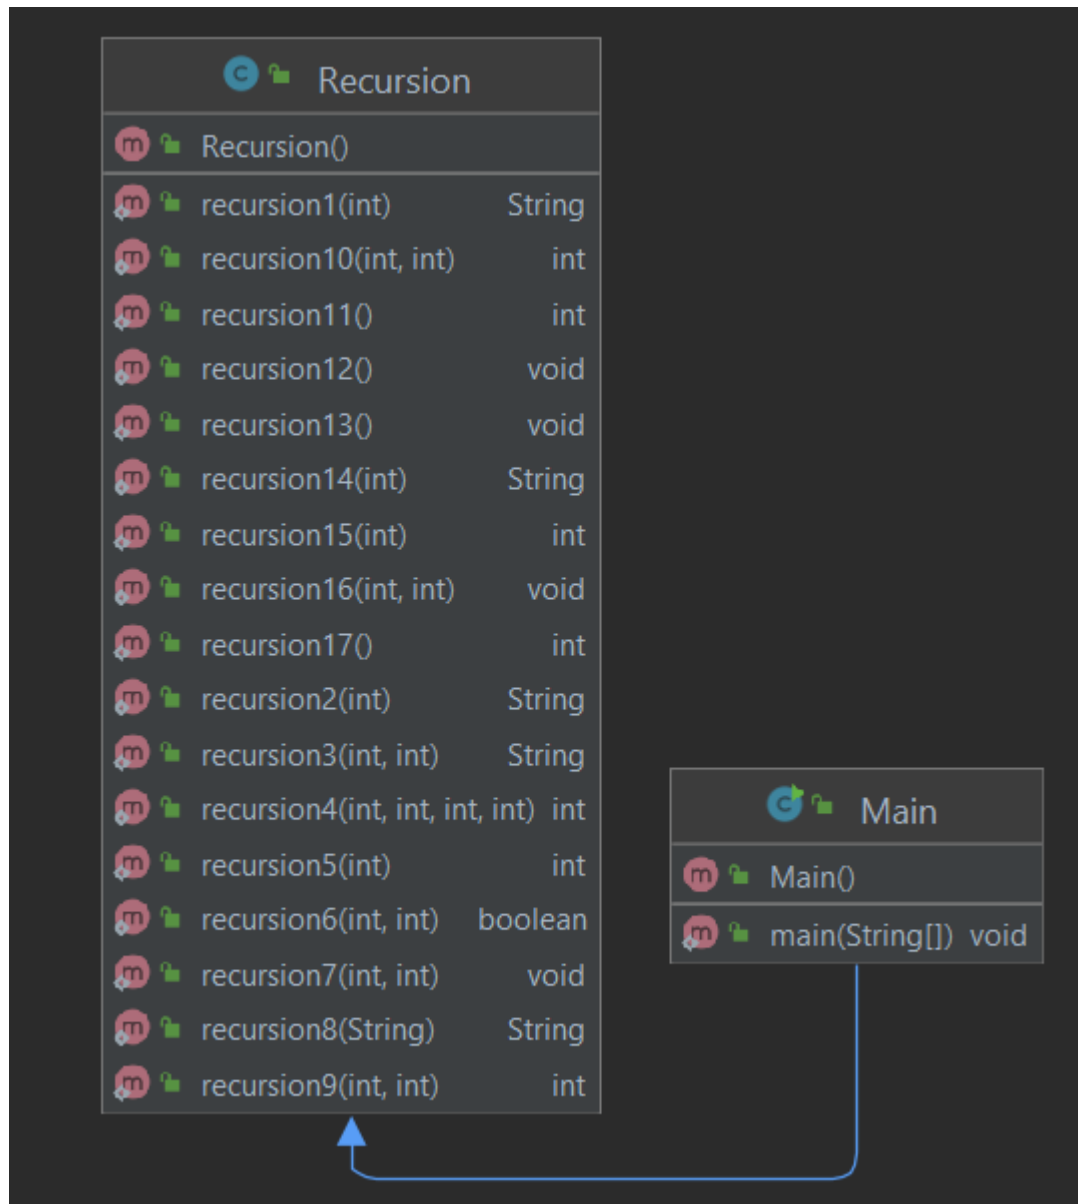 Recursion
Recursion()
recursion1(int) String
recursion10(int, int) int
recursion11() int
recursion12() void
recursion13() void
recursion14(int) String
recursion15(int) int
recursion16(int, int) void
recursion17() int
recursion2(int) String
recursion3(int, int) String
recursion4(int, int, int, int) int
recursion5(int) int
recursion6(int, int) boolean
recursion7(int, int) void
recursion8(String) String
recursion9(int, int) int
Main
Main()
main(String[]) void